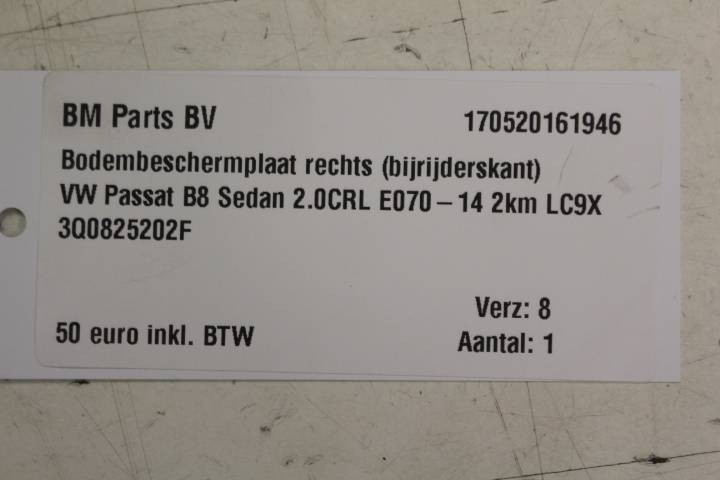 BM Parts BV 170520161946
Bodembeschermplaat rechts (bijrijderskant)
VW Passat B8 Sedan 2.0CRL E070-14 2km LC9X
3Q0825202F
Verz: 8
50 euro inkl. BTW Aantal: 1